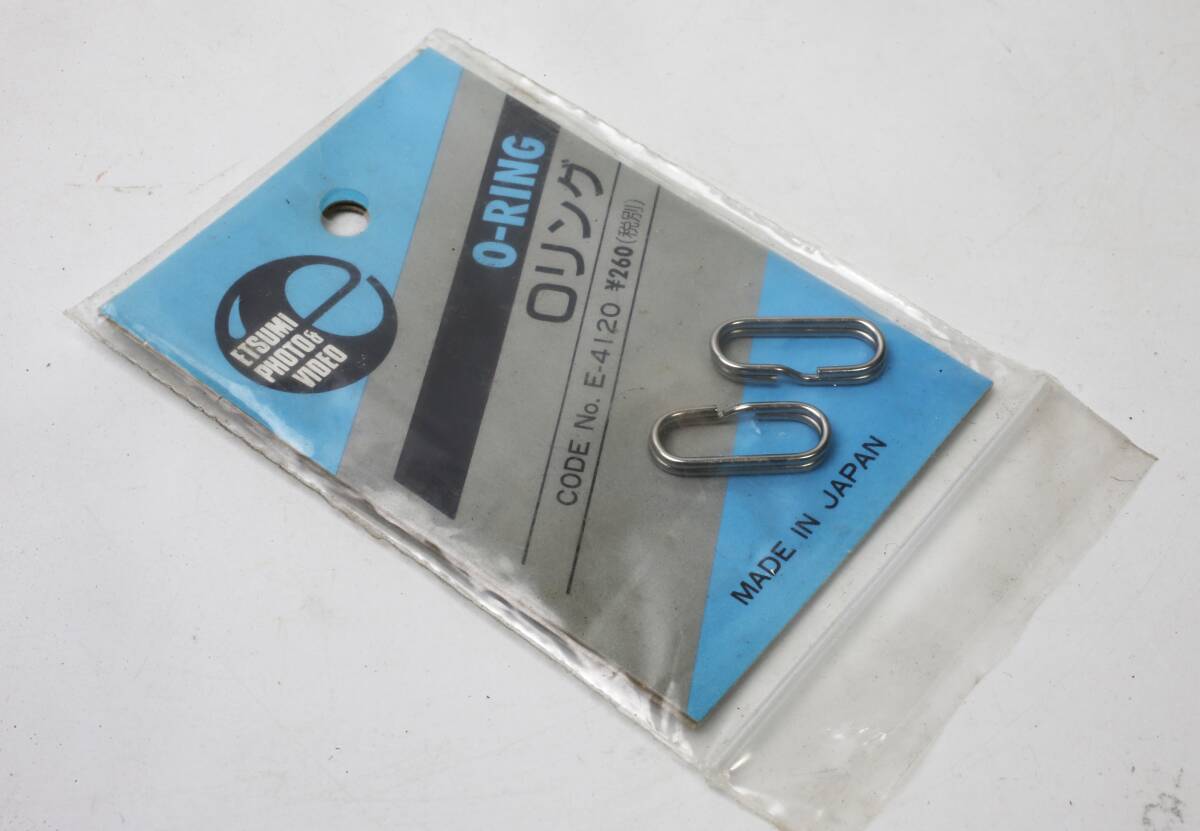 e
ETSUMI
PHOTO&
VIDEO
O-RING
Oリング
CODE No. E-4120 ¥260(税別)
MADE IN JAPAN